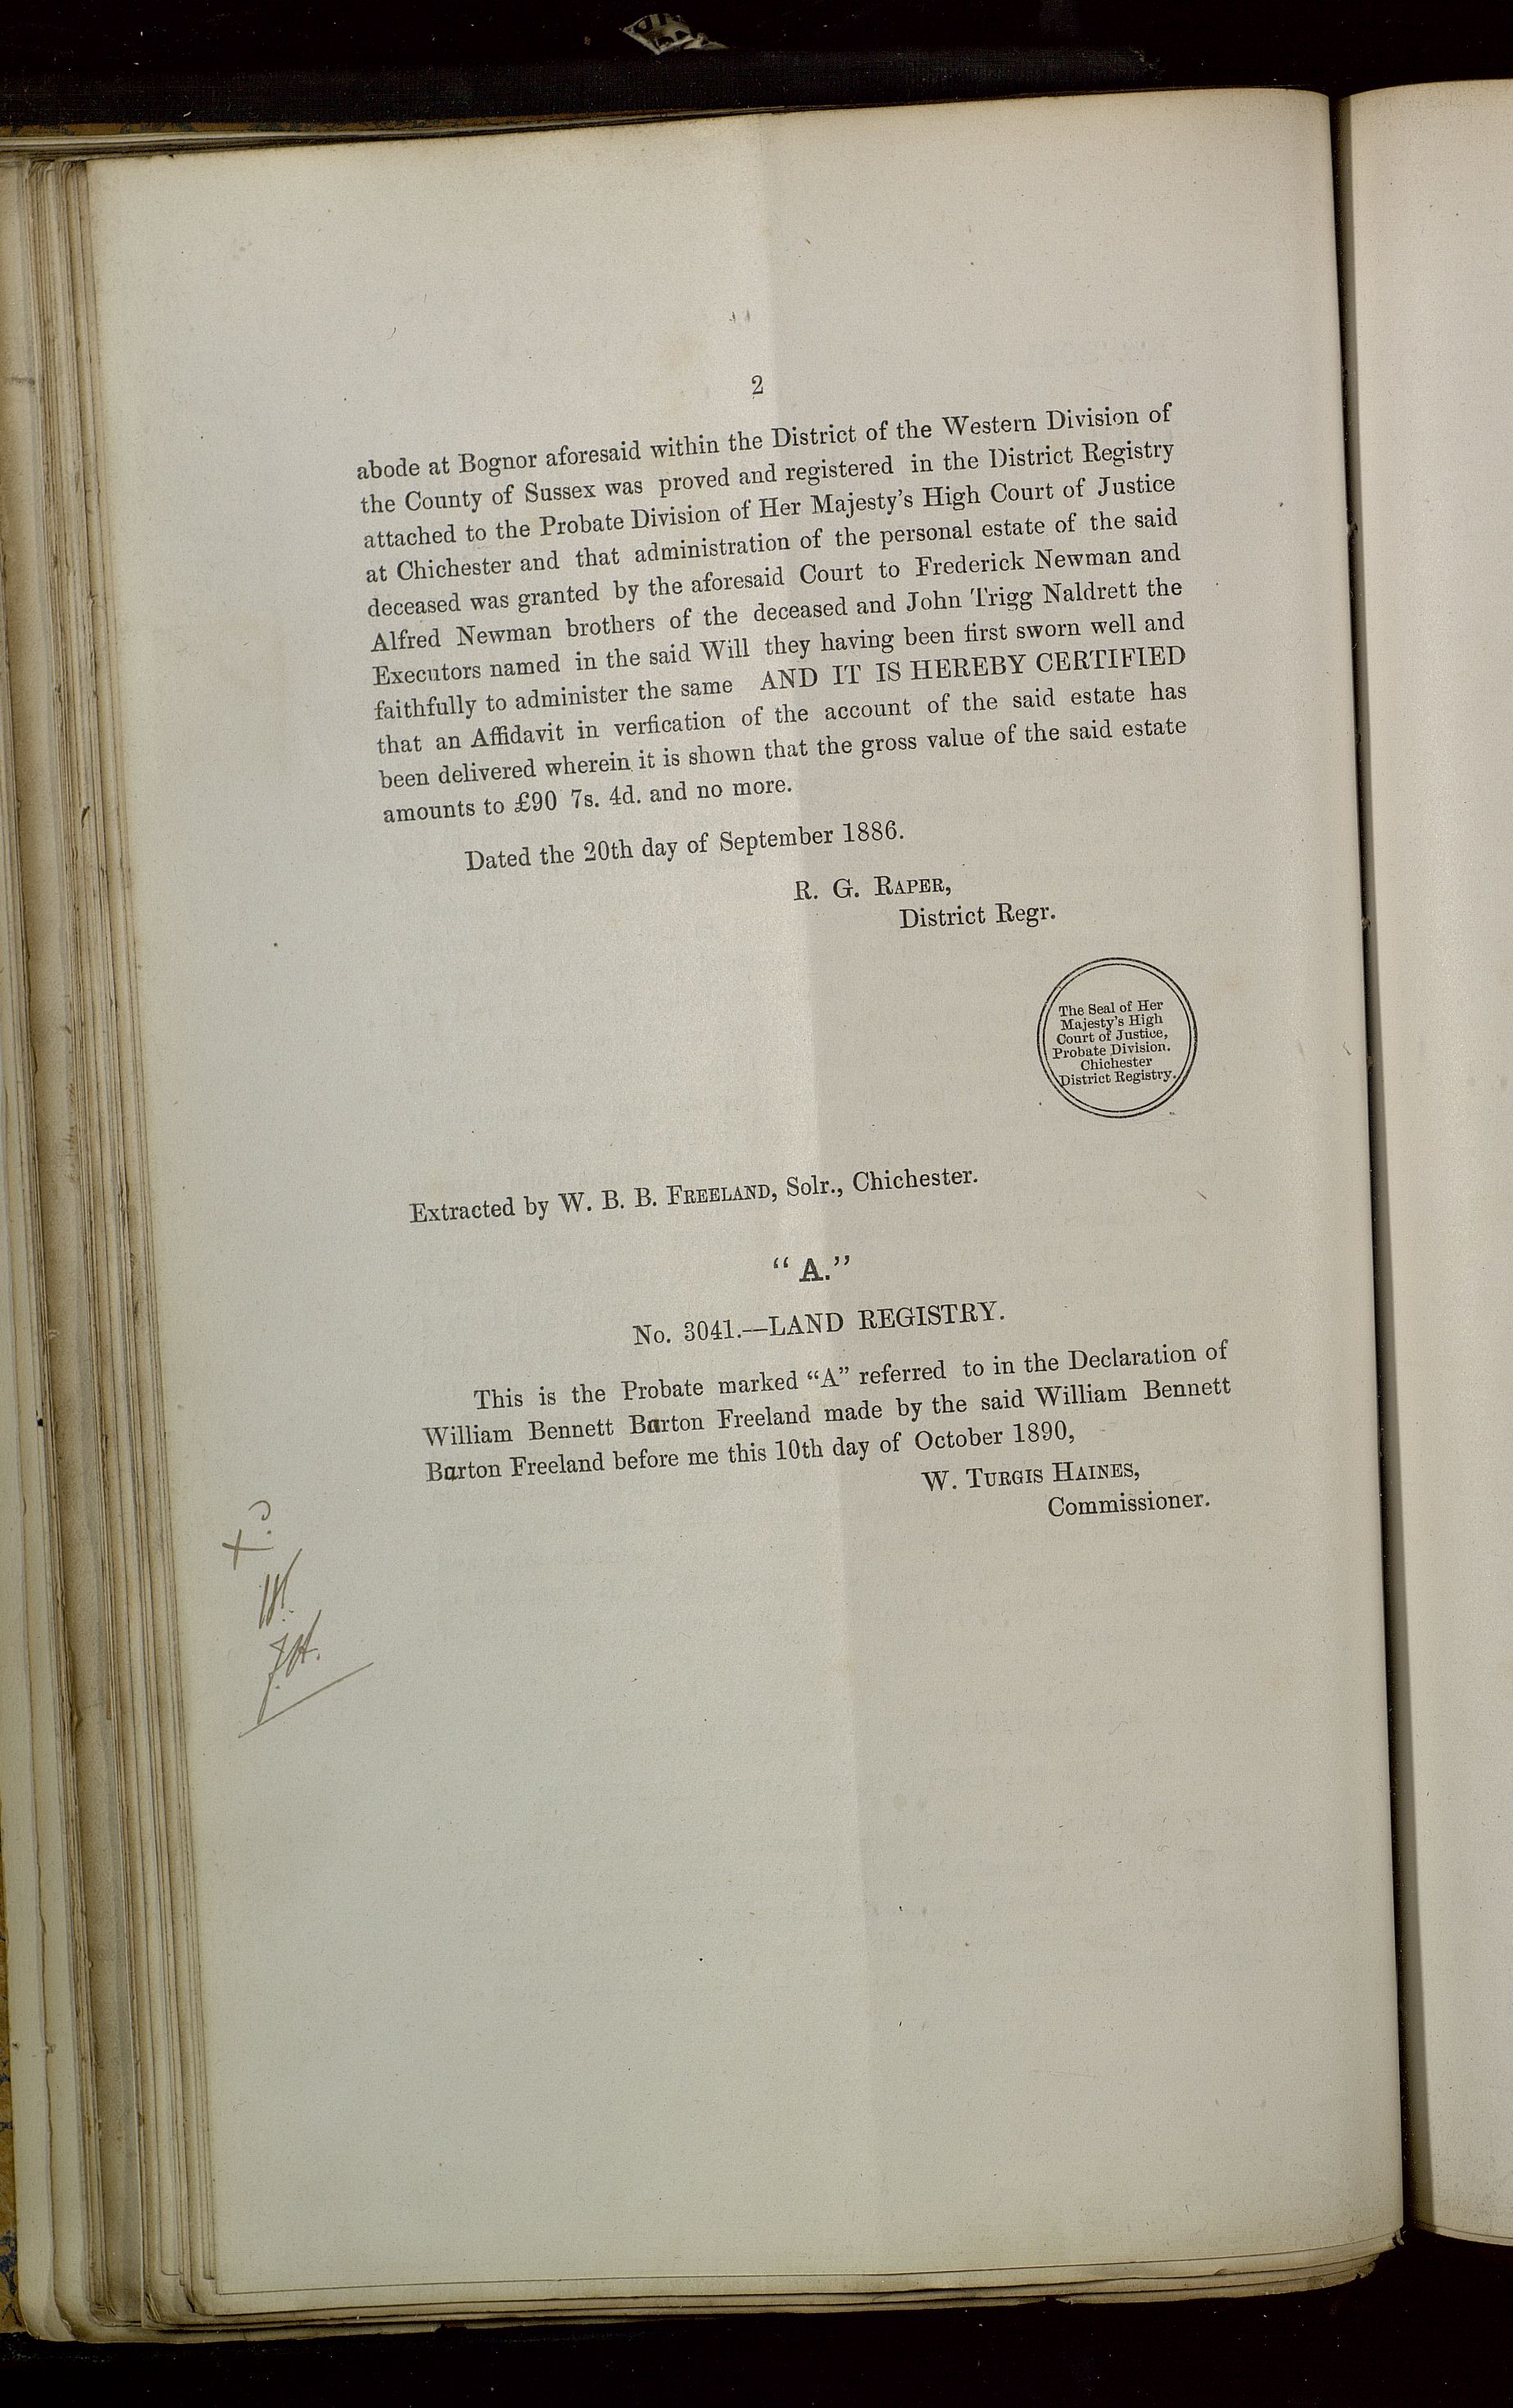 2
abode at Bognor aforesaid within the District of the Western Division of
the County of Sussex was proved and registered in the District Registry
attached to the Probate Division of Her Majesty's High Court of Justice
at Chichester and that administration of the personal estate of the said
deceased was granted by the aforesaid Court to Frederick Newman and
Alfred Newman brothers of the deceased and John Trigg Naldrett the
Executors named in the said Will they having been first sworn well and
faithfully to administer the same AND IT IS HEREBY CERTIFIED
that an Affidavit in verfication of the account of the said estate has
been delivered wherein it is shown that the gross value of the said estate
amounts to £90 7s. 4d. and no more.
Dated the 20th day of September 1886.
R. G. RAPER,
District Regr.
The Seal of Her
Majesty's High
Court of Justice,
Probate Division.
Chichester
District Registry.
Extracted by W. B. B. FREELAND, Solr., Chichester.
“A.”
No. 3041.—LAND REGISTRY.
This is the Probate marked “A” referred to in the Declaration of
William Bennett Barton Freeland made by the said William Bennett
Barton Freeland before me this 10th day of October 1890,
W. TURGIS HAINES,
Commissioner.